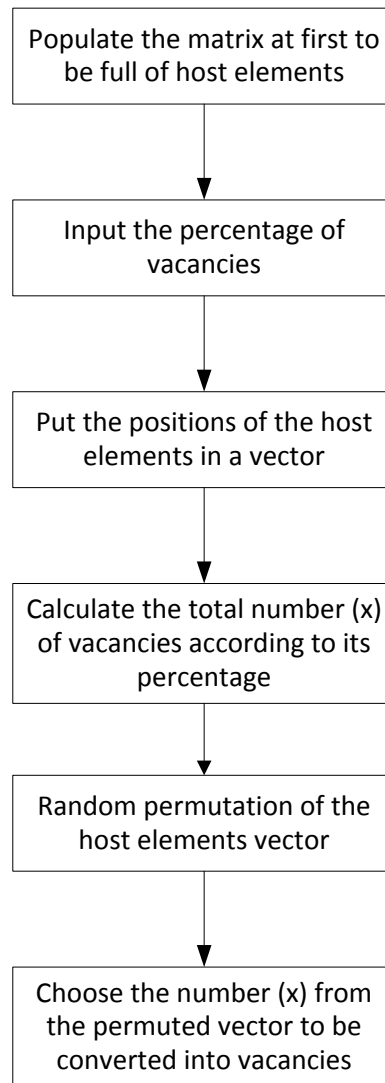 Populate the matrix at first to
be full of host elements
Input the percentage of
vacancies
Put the positions of the host
elements in a vector
Calculate the total number (x)
of vacancies according to its
percentage
Random permutation of the
host elements vector
Choose the number (x) from
the permuted vector to be
converted into vacancies